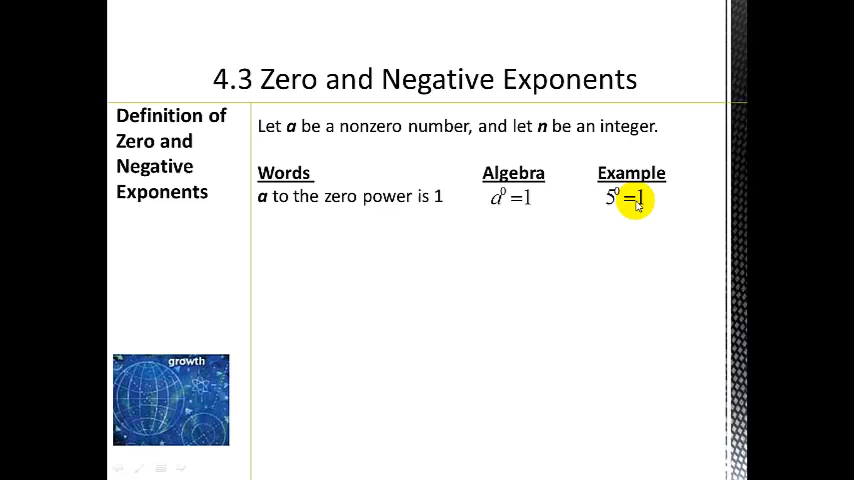 4.3 Zero and Negative Exponents
Definition of
Zero and
Negative
Exponents
Let a be a nonzero number, and let n be an integer.
Words Algebra Example
a to the zero power is 1 a⁰ =1 5⁰ =1
growth